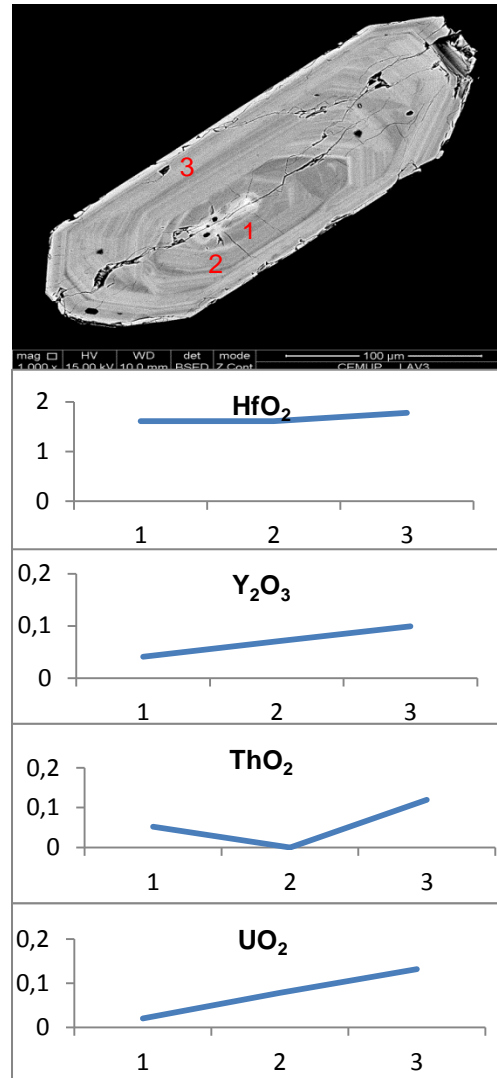 3
1
2
mag □ HV WD det mode 100 µm
1 000 x 15.00 kV 10.0 mm BSED Z Cont CEMUP LAV3
HfO₂
2
1
0
1 2 3
Y₂O₃
0,2
0,1
0
1 2 3
ThO₂
0,2
0,1
0
1 2 3
UO₂
0,2
0,1
0
1 2 3